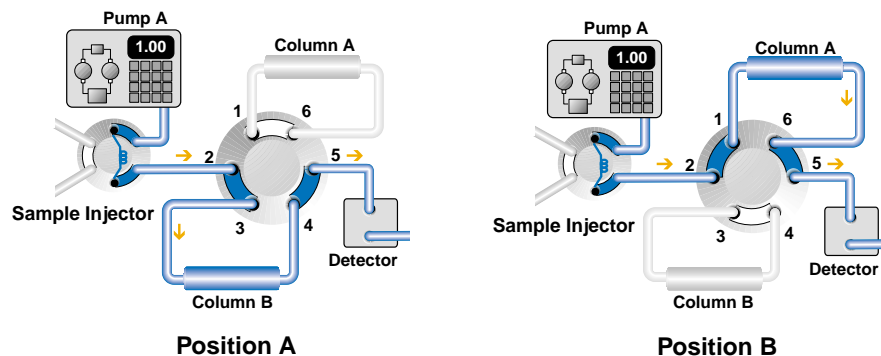 Pump A
1.00
Column A
1
6
2
5
3
4
Sample Injector
Detector
Column B
Position A
Pump A
1.00
Column A
1
6
2
5
3
4
Sample Injector
Detector
Column B
Position B